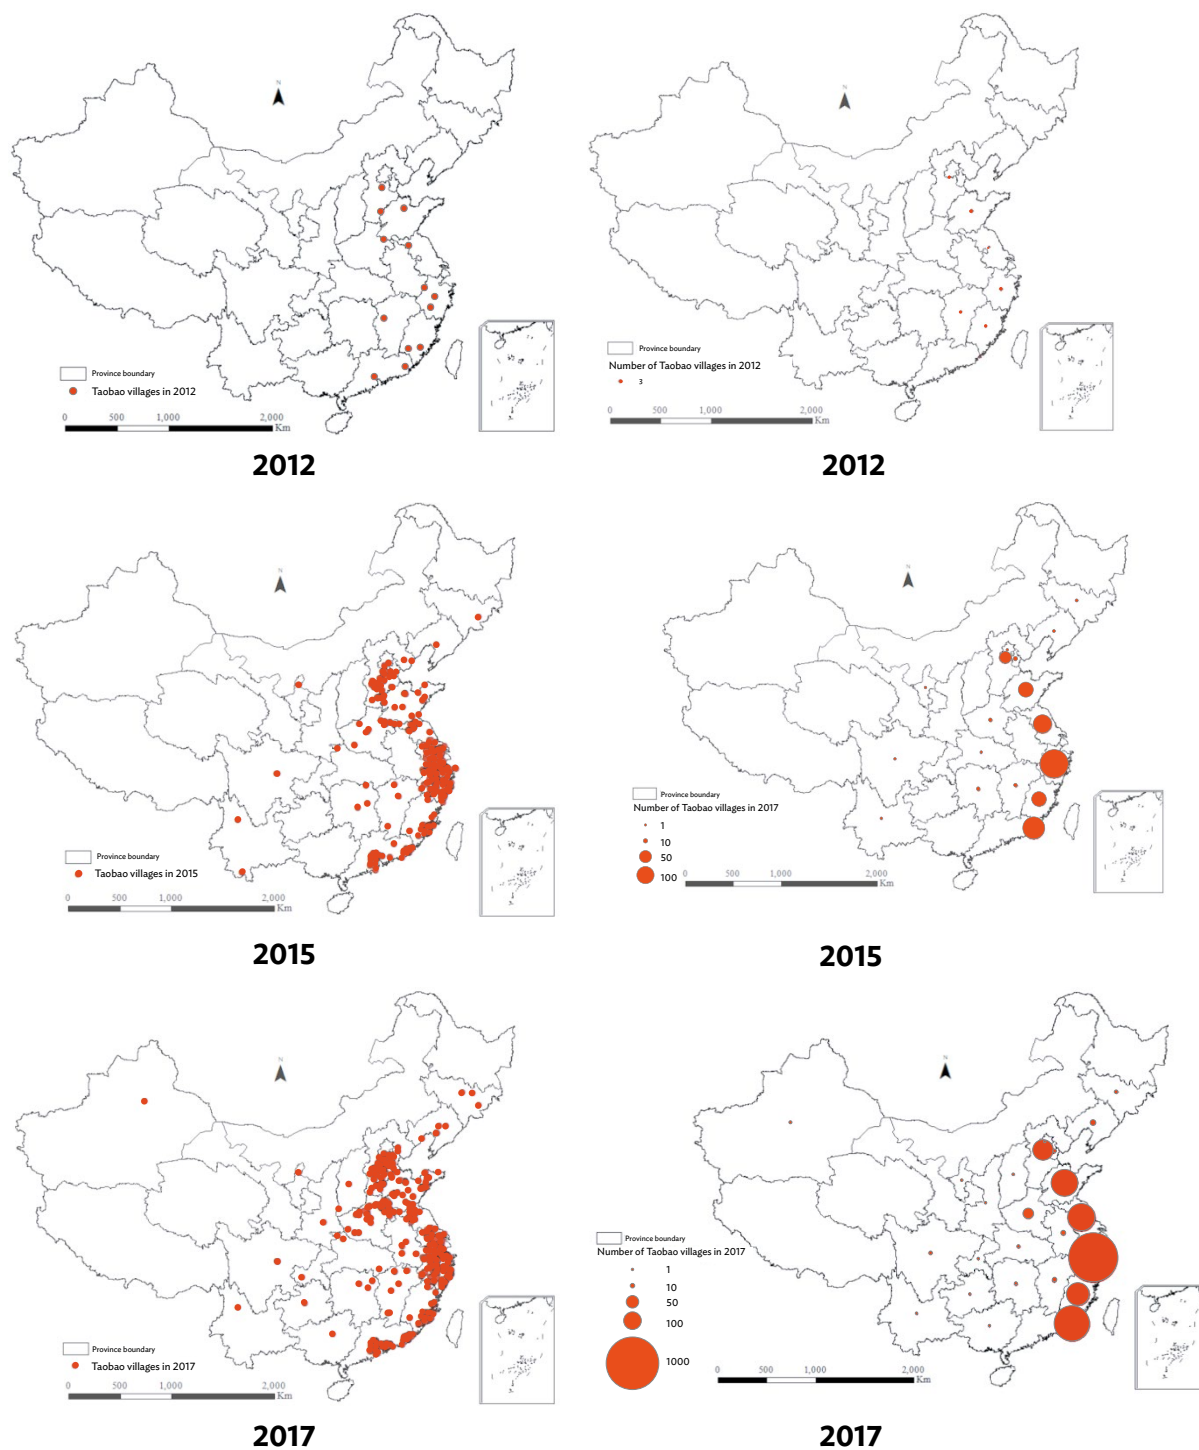 N
Province boundary
Taobao villages in 2012
0 500 1,000 2,000
Km
2012
N
Province boundary
Number of Taobao villages in 2012
3
0 500 1,000 2,000
Km
2012
N
Province boundary
Taobao villages in 2015
0 500 1,000 2,000
Km
2015
N
Province boundary
Number of Taobao villages in 2017
1
10
50
100
0 500 1,000 2,000
Km
2015
N
Province boundary
Taobao villages in 2017
0 500 1,000 2,000
Km
2017
N
Province boundary
Number of Taobao villages in 2017
1
10
50
100
1000
0 500 1,000 2,000
Km
2017